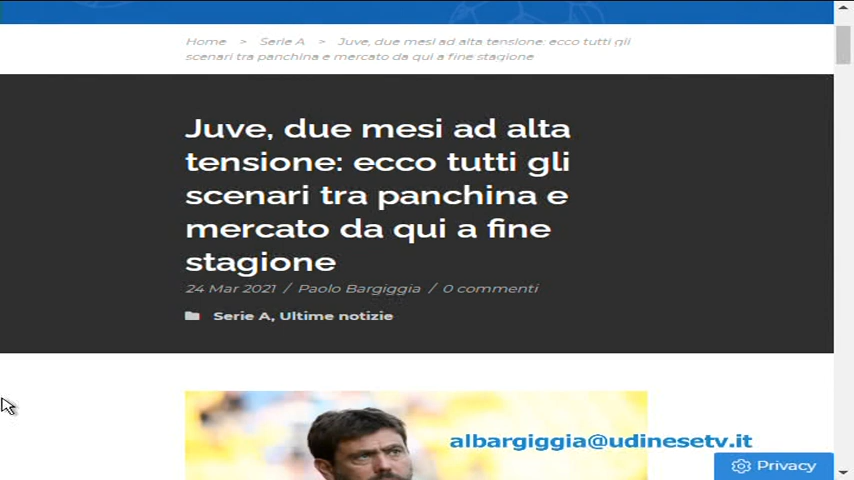 Home > Serie A > Juve, due mesi ad alta tensione: ecco tutti gli
scenari tra panchina e mercato da qui a fine stagione
Juve, due mesi ad alta
tensione: ecco tutti gli
scenari tra panchina e
mercato da qui a fine
stagione
24 Mar 2021 / Paolo Bargiggia / 0 commenti
Serie A, Ultime notizie
albargiggia@udinesetv.it
Privacy